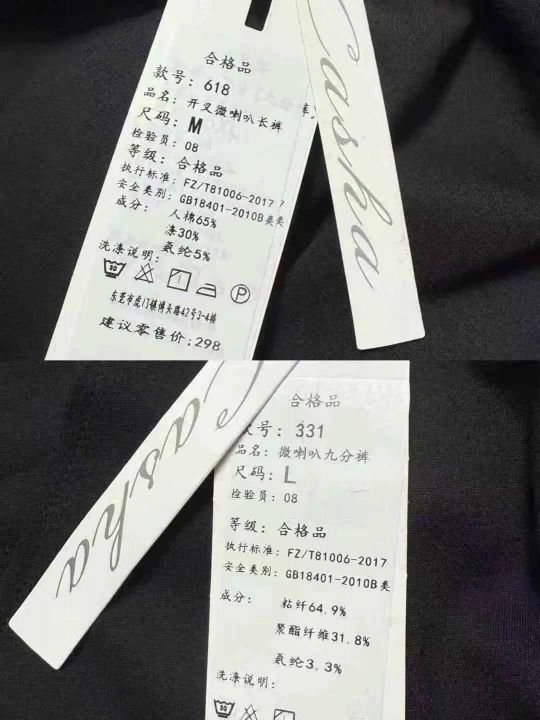 合格品
款号: 618
品名: 开叉微喇叭长裤
尺码: M
检验员: 08
等级: 合格品
执行标准: FZ/T81006-2017 7
安全类别: GB18401-2010B类类
成分: 人棉65%
涤30%
氨纶5%
洗涤说明:
30
P
东莞市虎门镇博头路42号3-4楼
建议零售价;298
Casha
Casha
合格品
款号: 331
品名: 微喇叭九分裤
尺码: L
检验员: 08
等级: 合格品
执行标准: FZ/T81006-2017
安全类别: GB18401-2010B类
成分: 粘纤64.9%
聚酯纤维31.8%
氨纶3.3%
洗涤说明:
30